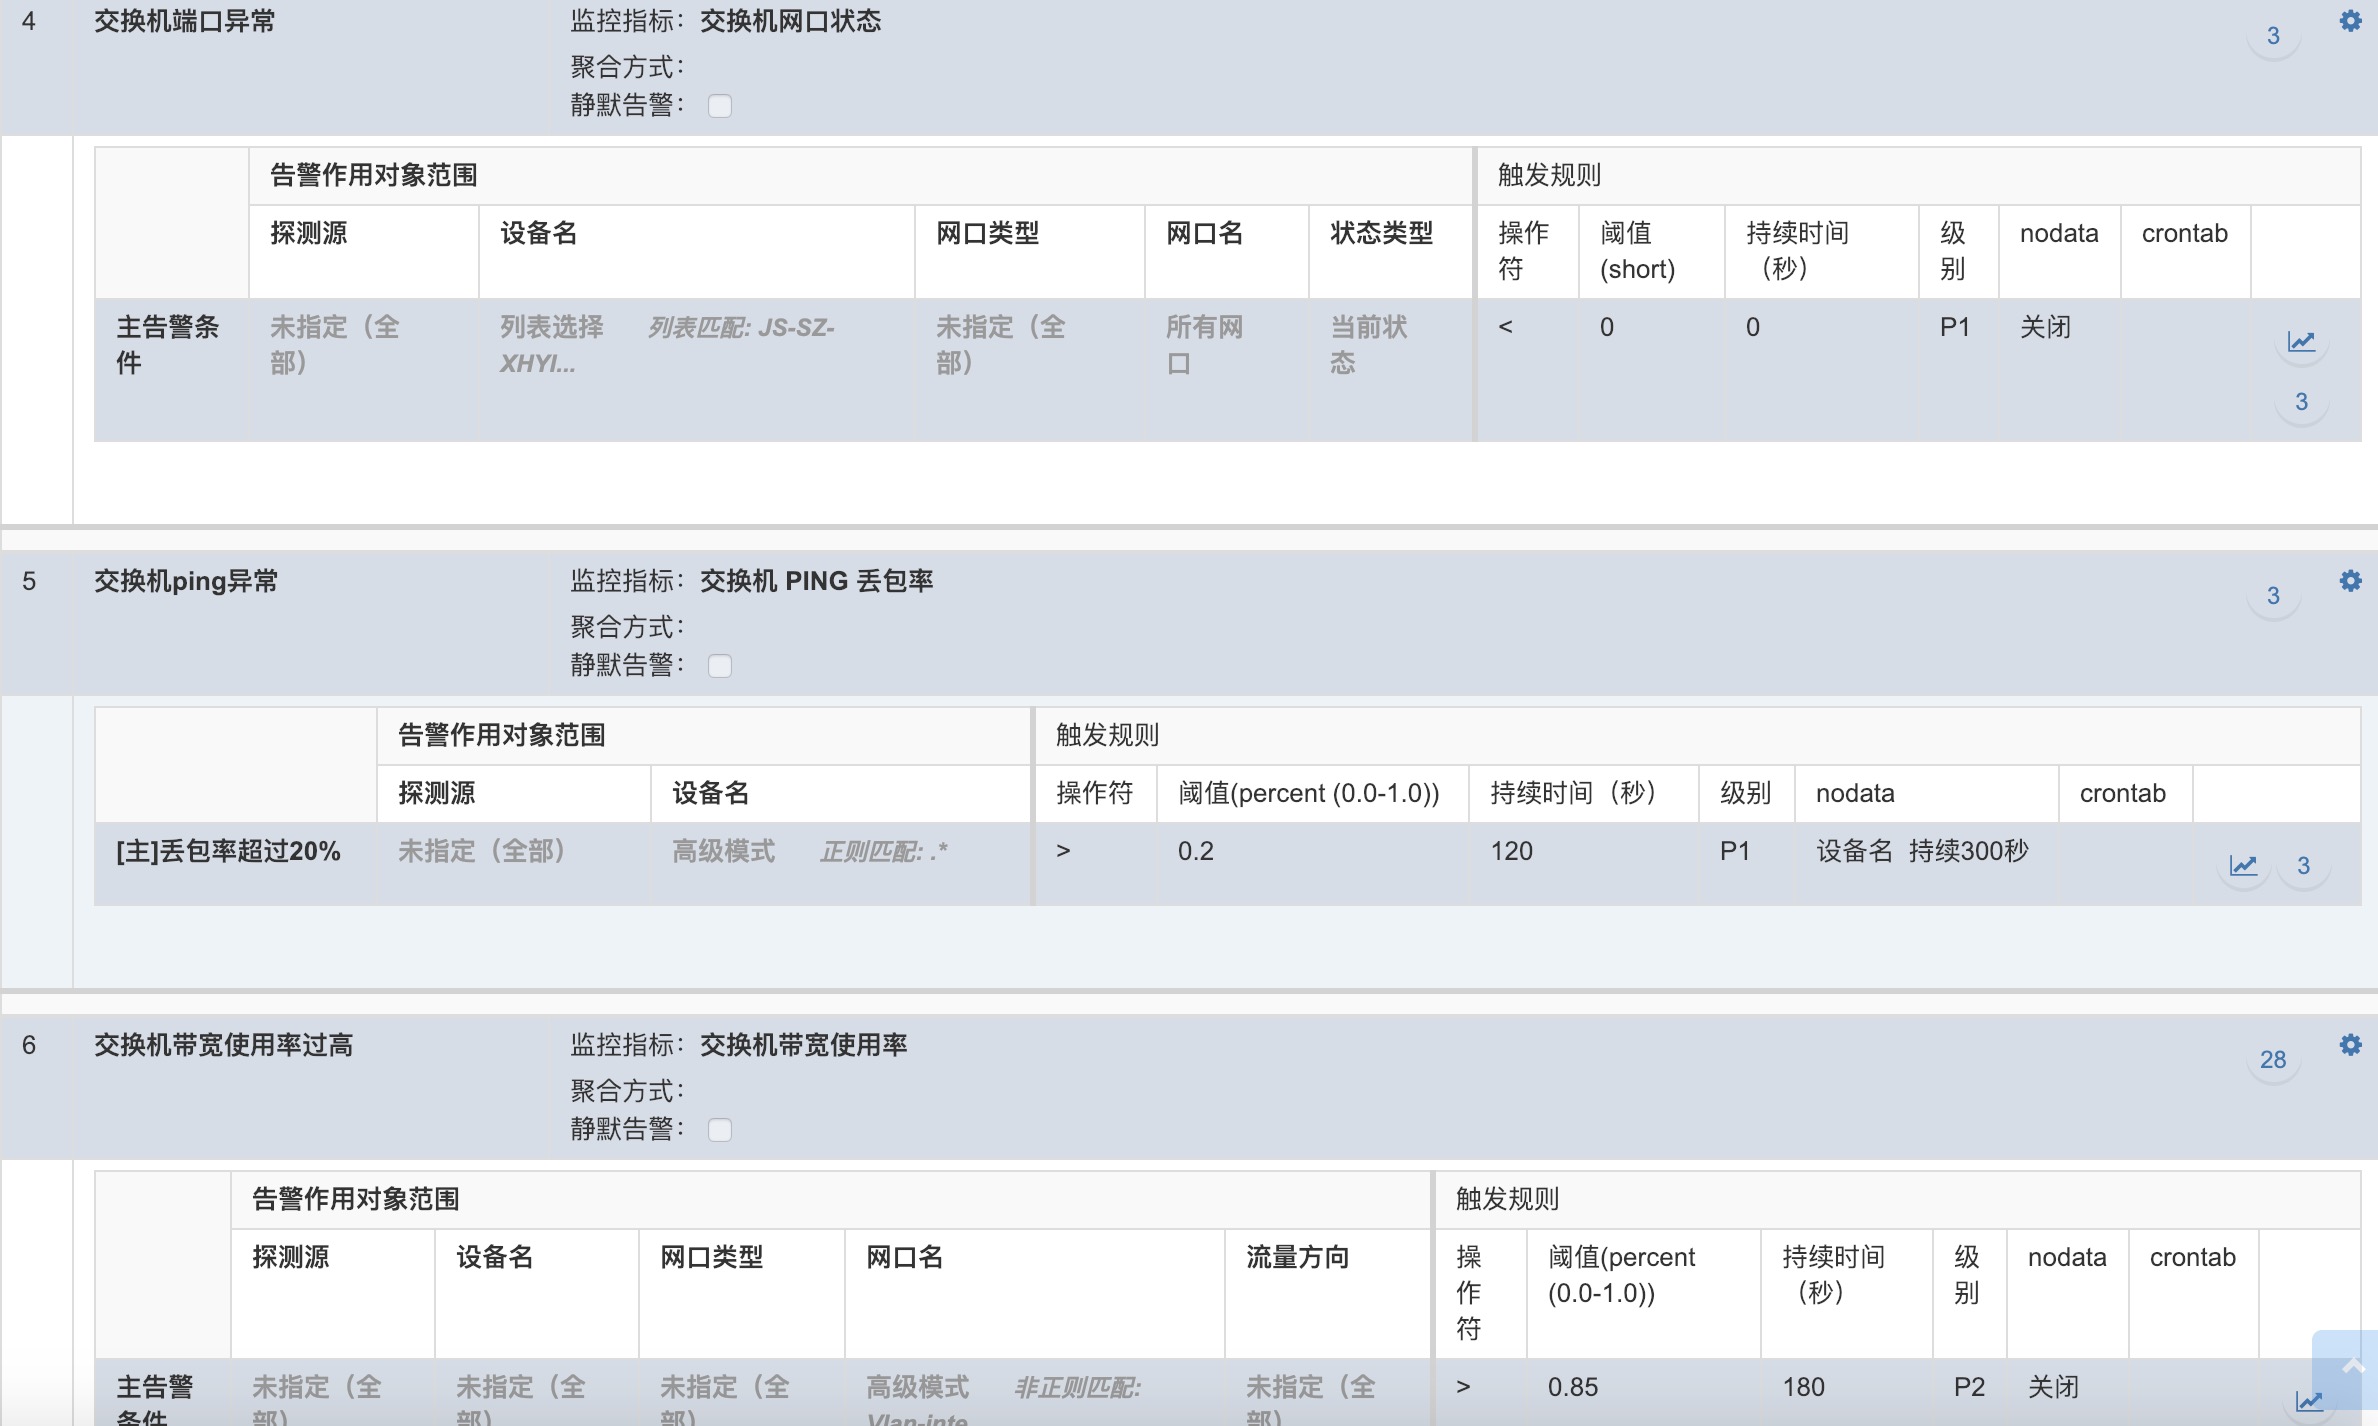 4 交换机端口异常 监控指标： 交换机网口状态 3
聚合方式：
静默告警：
告警作用对象范围 触发规则
探测源 设备名 网口类型 网口名 状态类型 操作符 阈值(short) 持续时间（秒） 级别 nodata crontab
主告警条件 未指定（全部） 列表选择 列表匹配: JS-SZ-XHYI... 未指定（全部） 所有网口 当前状态 < 0 0 P1 关闭
3
5 交换机ping异常 监控指标： 交换机 PING 丢包率 3
聚合方式：
静默告警：
告警作用对象范围 触发规则
探测源 设备名 操作符 阈值(percent (0.0-1.0)) 持续时间（秒） 级别 nodata crontab
[主]丢包率超过20% 未指定（全部） 高级模式 正则匹配: .* > 0.2 120 P1 设备名 持续300秒 3
6 交换机带宽使用率过高 监控指标： 交换机带宽使用率 28
聚合方式：
静默告警：
告警作用对象范围 触发规则
探测源 设备名 网口类型 网口名 流量方向 操作符 阈值(percent (0.0-1.0)) 持续时间（秒） 级别 nodata crontab
主告警条件 未指定（全部） 未指定（全部） 未指定（全部） 高级模式 非正则匹配: Vlan-inte 未指定（全部） > 0.85 180 P2 关闭